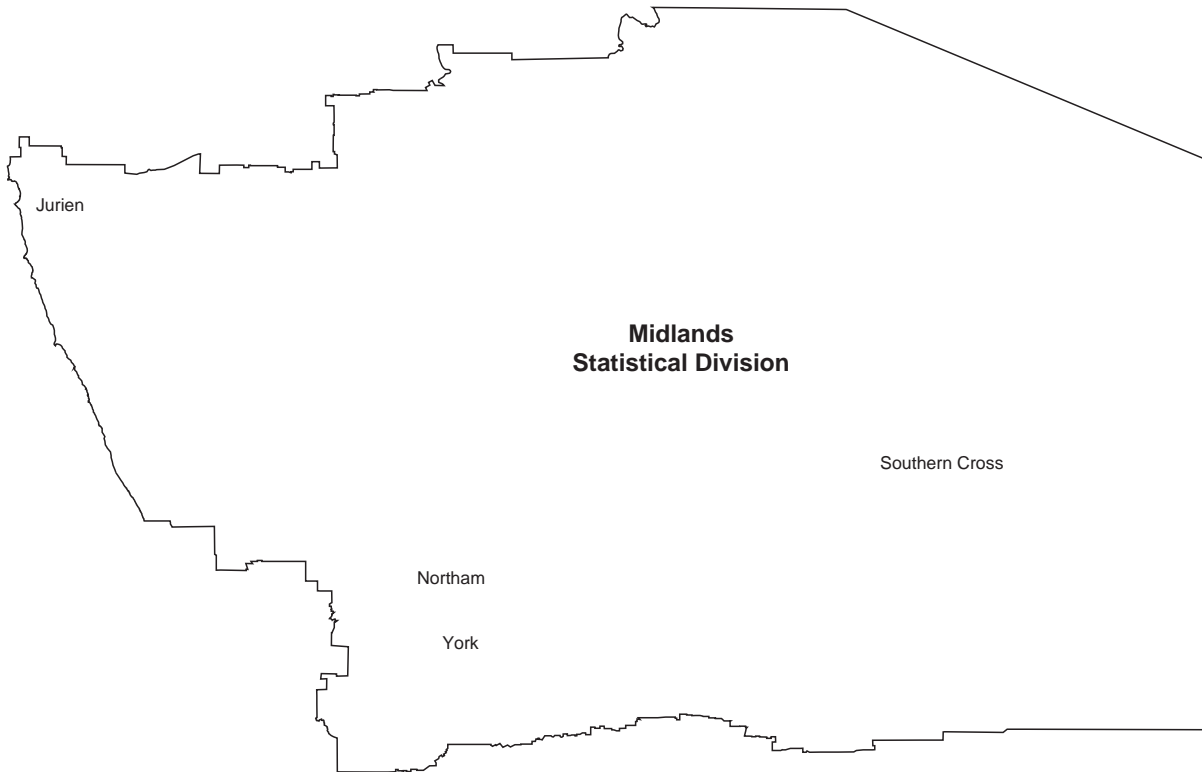 Jurien
Midlands
Statistical Division
Southern Cross
Northam
York